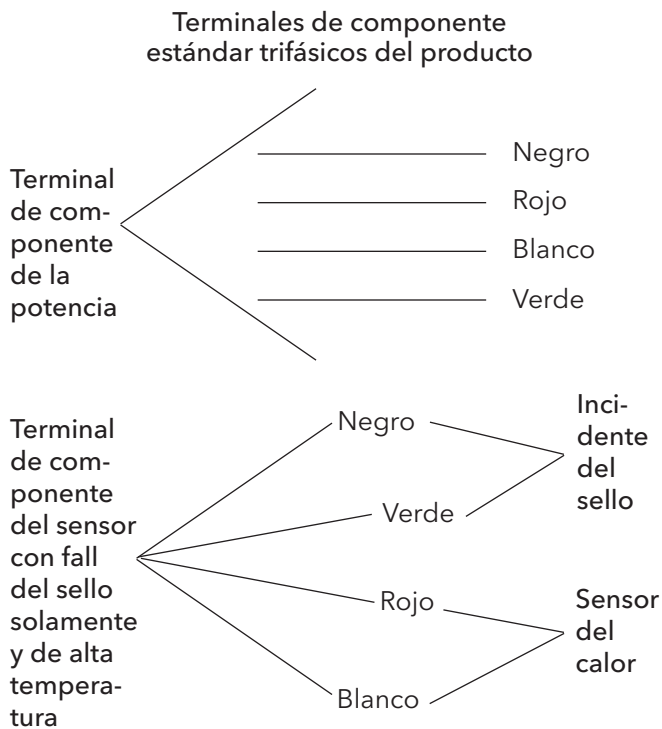 Terminales de componente
estándar trifásicos del producto
Terminal
de com-
ponente
de la
potencia
Negro
Rojo
Blanco
Verde
Terminal
de com-
ponente
del sensor
con fall
del sello
solamente
y de alta
tempera-
tura
Negro
Verde
Rojo
Blanco
Inci-
dente
del
sello
Sensor
del
calor